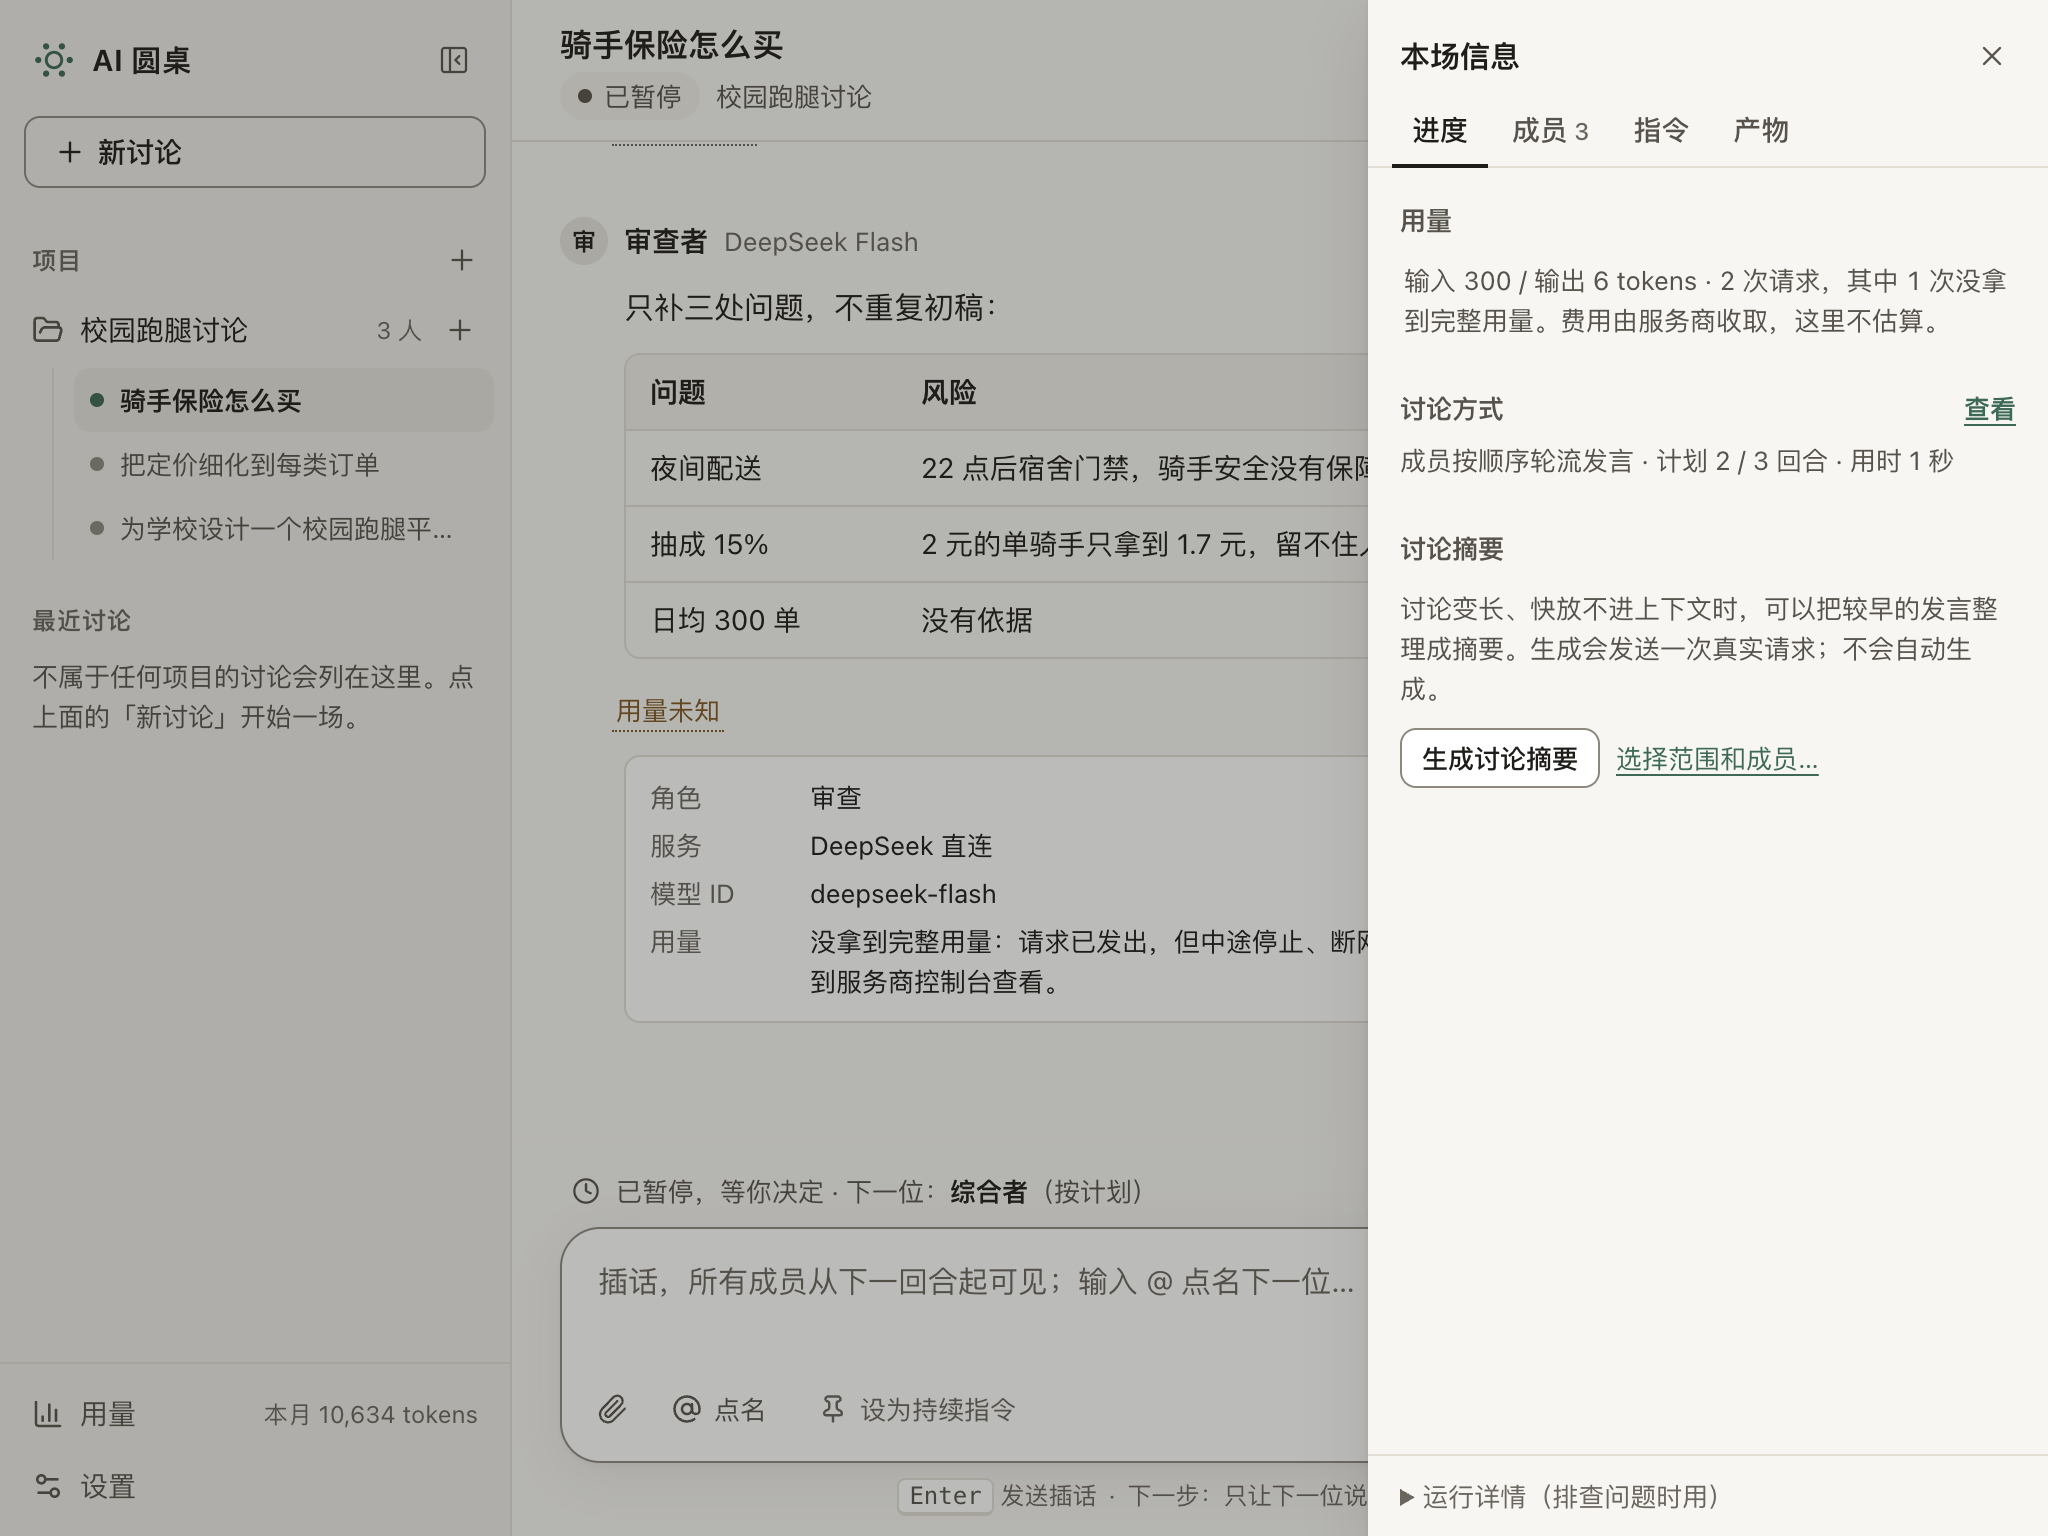 AI 圆桌
新讨论
项目
校园跑腿讨论 3 人
骑手保险怎么买
把定价细化到每类订单
为学校设计一个校园跑腿平...
最近讨论
不属于任何项目的讨论会列在这里。点
上面的「新讨论」开始一场。
用量 本月 10,634 tokens
设置
骑手保险怎么买
已暂停 校园跑腿讨论
审 审查者 DeepSeek Flash
只补三处问题，不重复初稿：
问题 风险
夜间配送 22 点后宿舍门禁，骑手安全没有保障
抽成 15% 2 元的单骑手只拿到 1.7 元，留不住
日均 300 单 没有依据
用量未知
角色 审查
服务 DeepSeek 直连
模型 ID deepseek-flash
用量 没拿到完整用量：请求已发出，但中途停止、断
到服务商控制台查看。
已暂停，等你决定 · 下一位：综合者（按计划）
插话，所有成员从下一回合起可见；输入 @ 点名下一位...
点名 设为持续指令
Enter 发送插话 · 下一步：只让下一位说
本场信息
进度 成员 3 指令 产物
用量
输入 300 / 输出 6 tokens · 2 次请求，其中 1 次没拿
到完整用量。费用由服务商收取，这里不估算。
讨论方式 查看
成员按顺序轮流发言 · 计划 2 / 3 回合 · 用时 1 秒
讨论摘要
讨论变长、快放不进上下文时，可以把较早的发言整
理成摘要。生成会发送一次真实请求；不会自动生
成。
生成讨论摘要 选择范围和成员...
运行详情（排查问题时用）